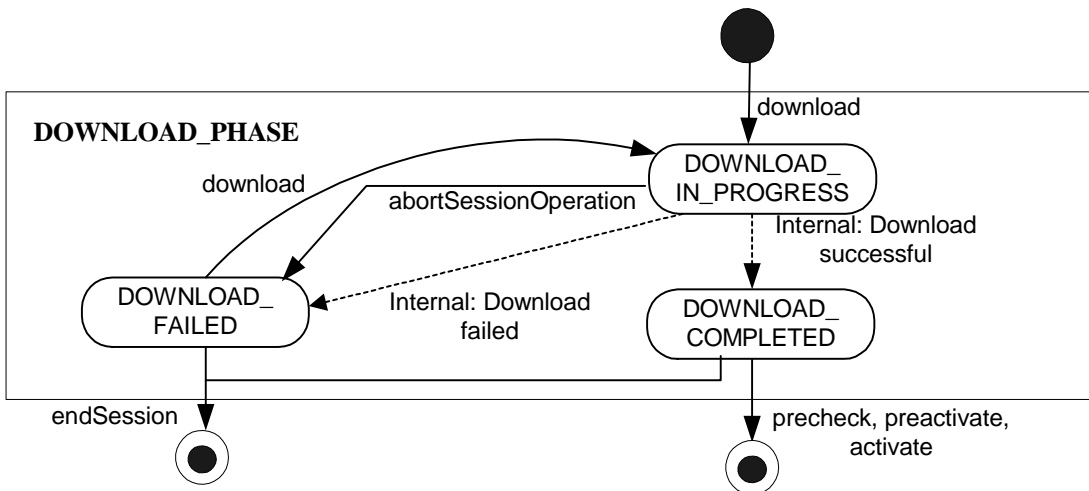 download
DOWNLOAD_PHASE
DOWNLOAD_
IN_PROGRESS
download
abortSessionOperation
Internal: Download
successful
DOWNLOAD_
FAILED
Internal: Download
failed
DOWNLOAD_
COMPLETED
endSession
precheck, preactivate,
activate